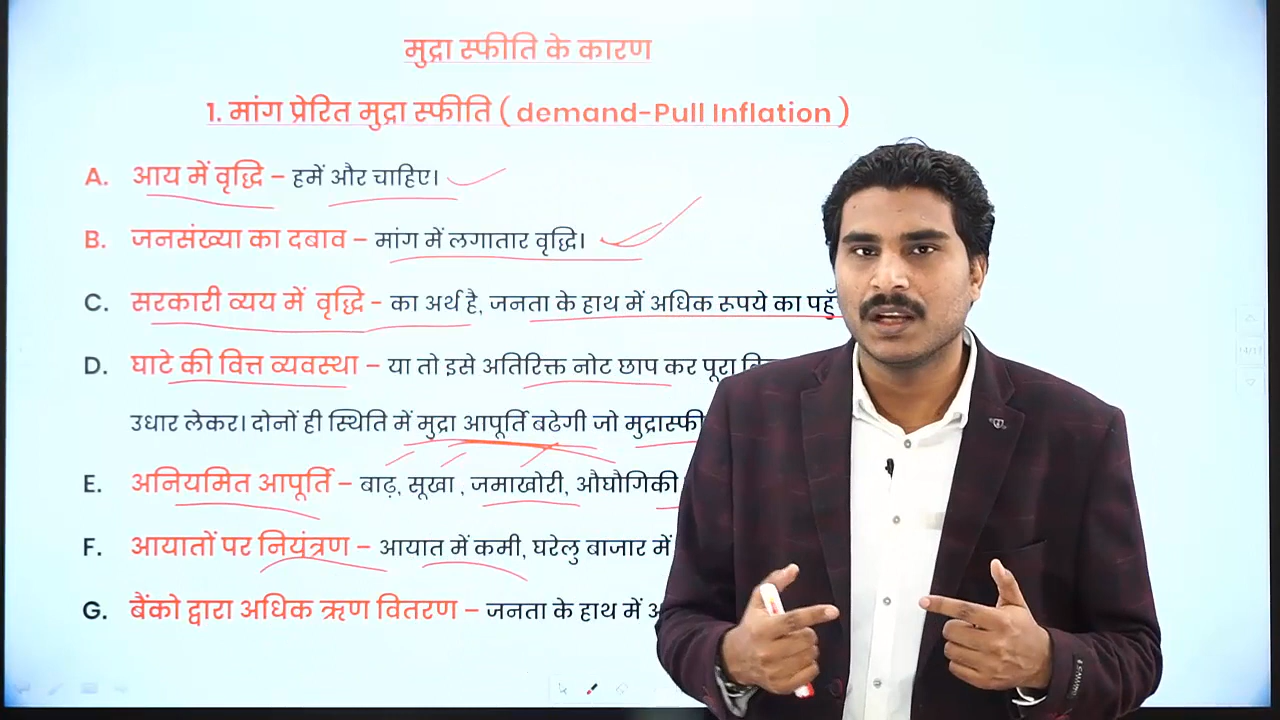 मुद्रा स्फीति के कारण
1. मांग प्रेरित मुद्रा स्फीति ( demand-Pull Inflation )
A. आय में वृद्धि – हमें और चाहिए।
B. जनसंख्या का दबाव – मांग में लगातार वृद्धि।
C. सरकारी व्यय में वृद्धि - का अर्थ है, जनता के हाथ में अधिक रूपये का
D. घाटे की वित्त व्यवस्था – या तो इसे अतिरिक्त नोट छाप कर पूरा
उधार लेकर। दोनों ही स्थिति में मुद्रा आपूर्ति बढेगी जो
E. अनियमित आपूर्ति – बाढ़, सूखा , जमाखोरी, औघौगिकी
F. आयातों पर नियंत्रण – आयात में कमी, घरेलु बाजार में
G. बैंको द्वारा अधिक ऋण वितरण – जनता के हाथ में